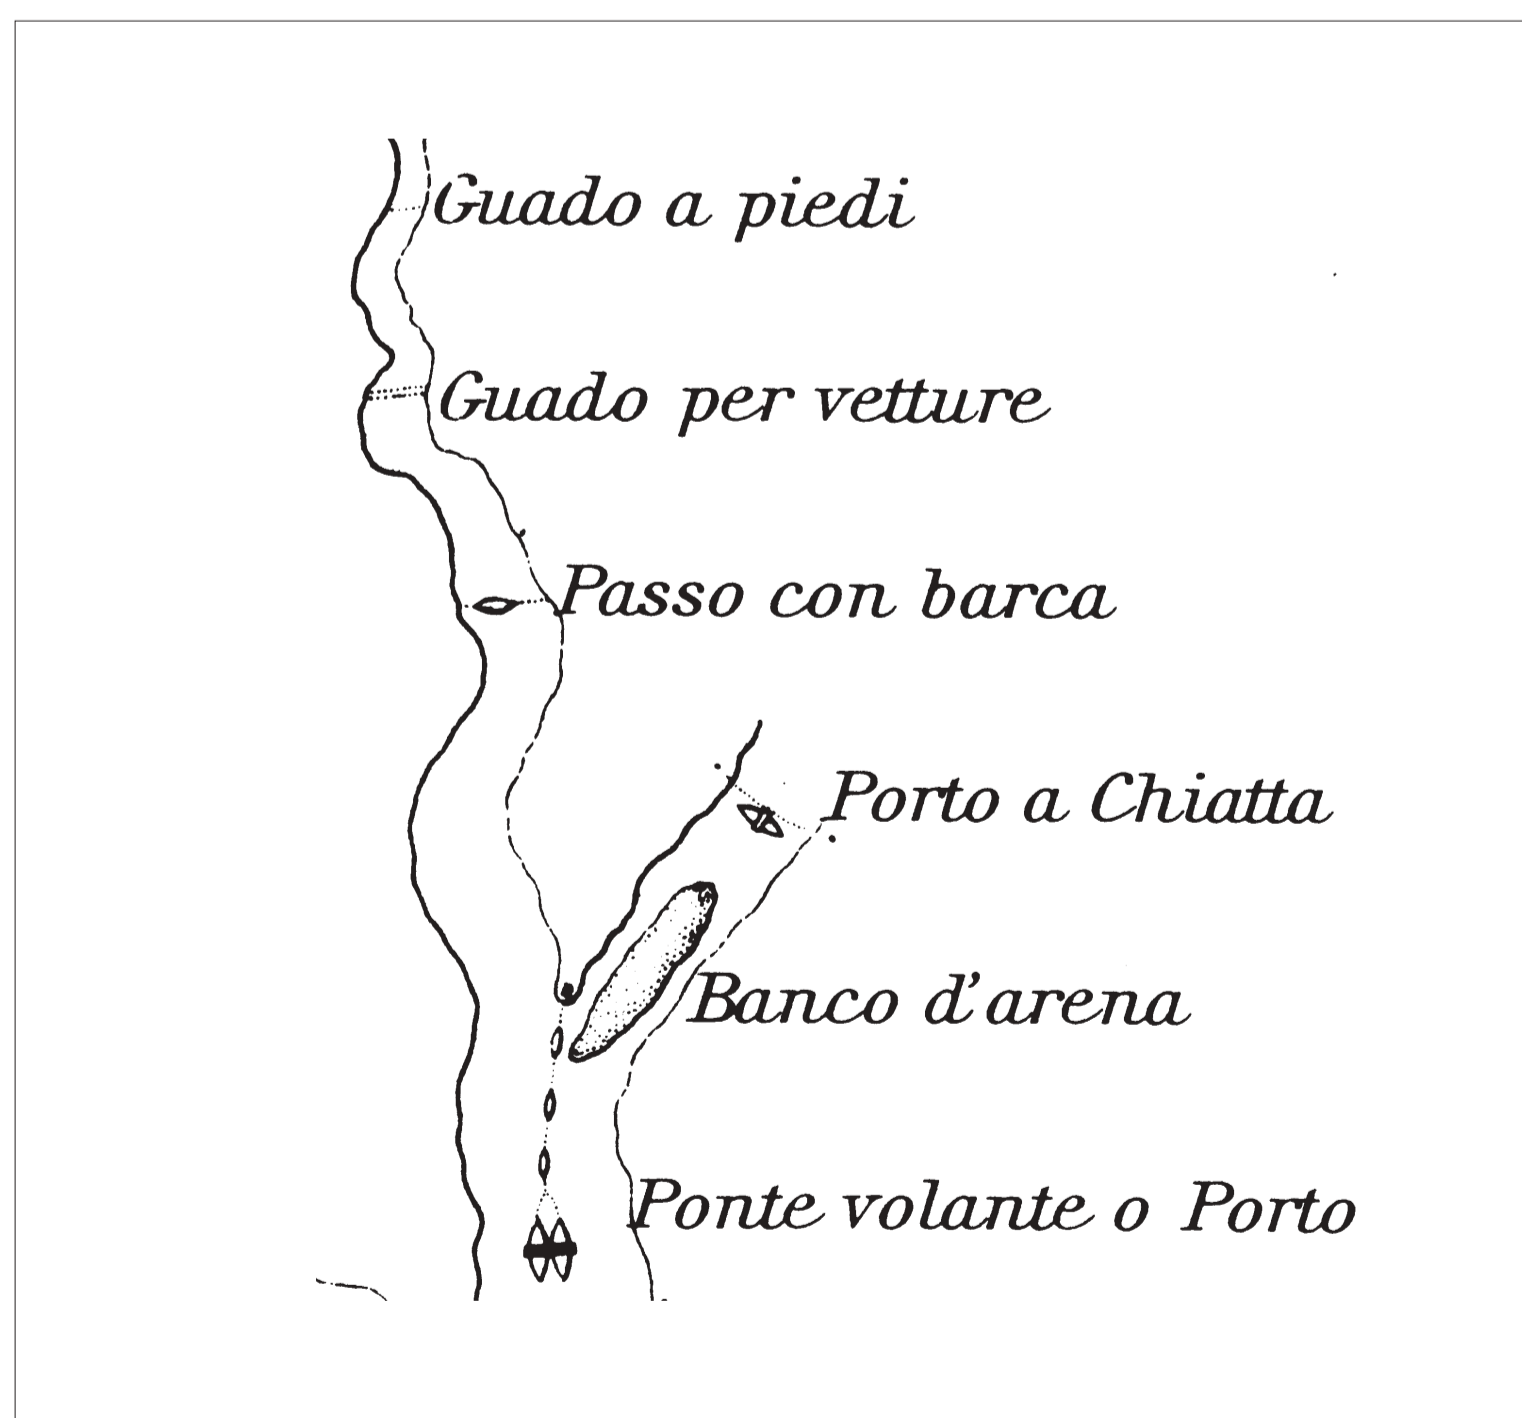 Guado a piedi
Guado per vetture
Passo con barca
Porto a Chiatta
Banco d'arena
Ponte volante o Porto